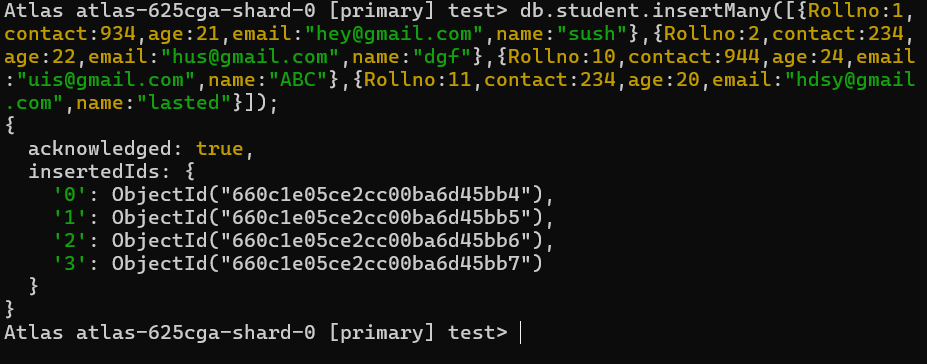 Atlas atlas-625cga-shard-0 [primary] test> db.student.insertMany([{Rollno:1,
contact:934,age:21,email:"hey@gmail.com",name:"sush"},{Rollno:2,contact:234,
age:22,email:"hus@gmail.com",name:"dgf"},{Rollno:10,contact:944,age:24,email
:"uis@gmail.com",name:"ABC"},{Rollno:11,contact:234,age:20,email:"hdsy@gmail
.com",name:"lasted"}]);
{
  acknowledged: true,
  insertedIds: {
    '0': ObjectId("660c1e05ce2cc00ba6d45bb4"),
    '1': ObjectId("660c1e05ce2cc00ba6d45bb5"),
    '2': ObjectId("660c1e05ce2cc00ba6d45bb6"),
    '3': ObjectId("660c1e05ce2cc00ba6d45bb7")
  }
}
Atlas atlas-625cga-shard-0 [primary] test>